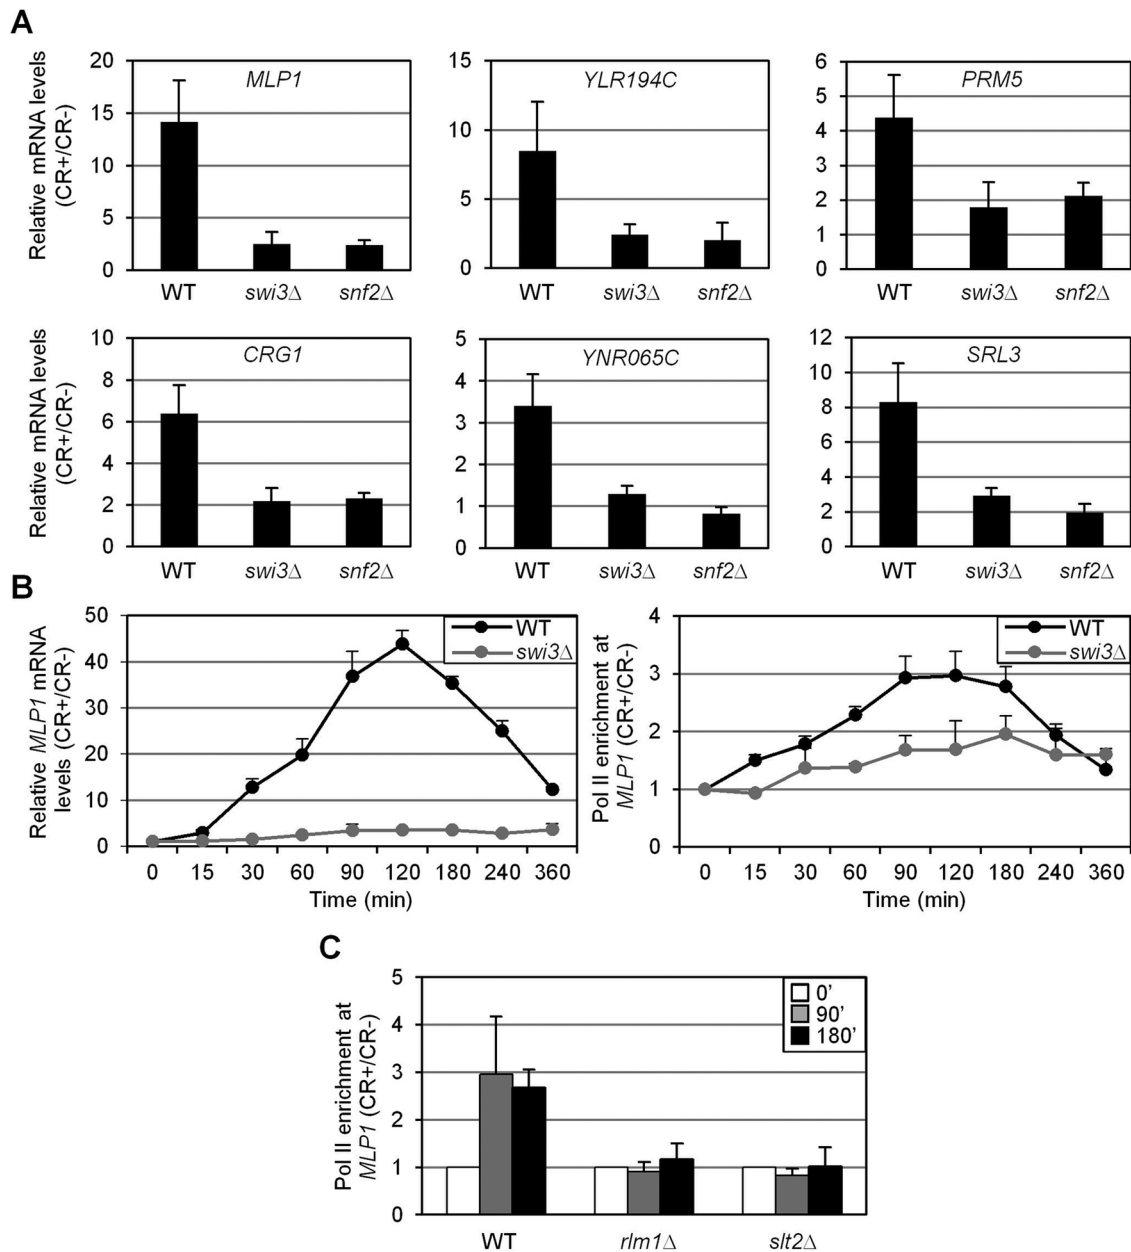 A
Relative mRNA levels
(CR+/CR-)
MLP1
20
15
10
5
0
WT
swi3Δ
snf2Δ
YLR194C
15
10
5
0
WT
swi3Δ
snf2Δ
PRM5
6
5
4
3
2
1
0
WT
swi3Δ
snf2Δ
Relative mRNA levels
(CR+/CR-)
CRG1
10
8
6
4
2
0
WT
swi3Δ
snf2Δ
YNR065C
5
4
3
2
1
0
WT
swi3Δ
snf2Δ
SRL3
12
10
8
6
4
2
0
WT
swi3Δ
snf2Δ
B
Relative MLP1 mRNA
levels (CR+/CR-)
50
40
30
20
10
0
WT
swi3Δ
0 15 30 60 90 120 180 240 360
Time (min)
Pol II enrichment at
MLP1 (CR+/CR-)
4
3
2
1
0
WT
swi3Δ
0 15 30 60 90 120 180 240 360
Time (min)
C
Pol II enrichment at
MLP1 (CR+/CR-)
5
4
3
2
1
0
0'
90'
180'
WT
rlm1Δ
slt2Δ